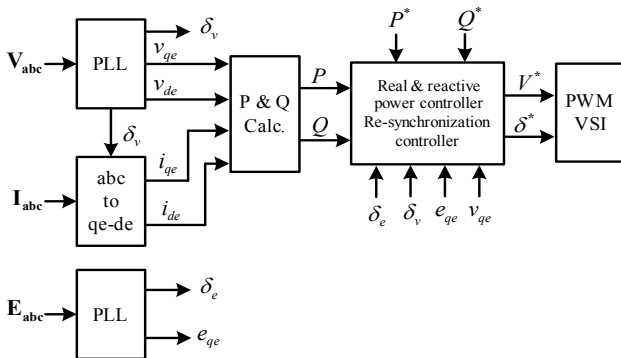 V_abc
PLL
δ_v
v_qe
v_de
δ_v
I_abc
abc
to
qe-de
i_qe
i_de
P & Q
Calc.
P
Q
P*
Q*
Real & reactive
power controller
Re-synchronization
controller
δ_e
δ_v
e_qe
v_qe
V*
δ*
PWM
VSI
E_abc
PLL
δ_e
e_qe